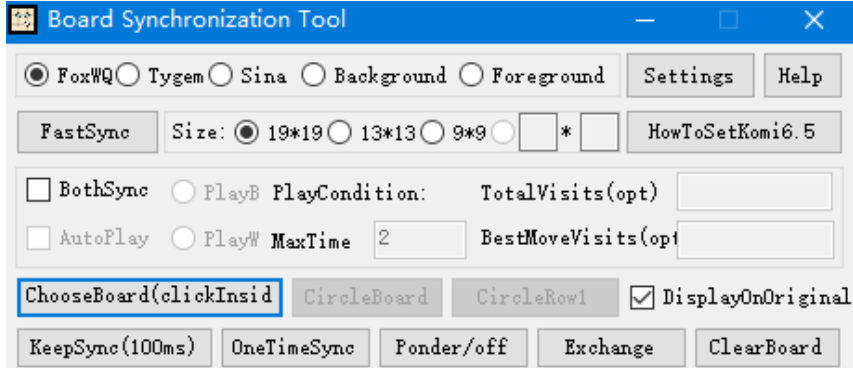 Board Synchronization Tool
FoxWQ Tygem Sina Background Foreground Settings Help
FastSync Size: 19*19 13*13 9*9 * HowToSetKomi6.5
BothSync PlayB PlayCondition: TotalVisits(opt)
AutoPlay PlayW MaxTime 2 BestMoveVisits(opt
ChooseBoard(clickInsid CircleBoard CircleRow1 DisplayOnOriginal
KeepSync(100ms) OneTimeSync Ponder/off Exchange ClearBoard